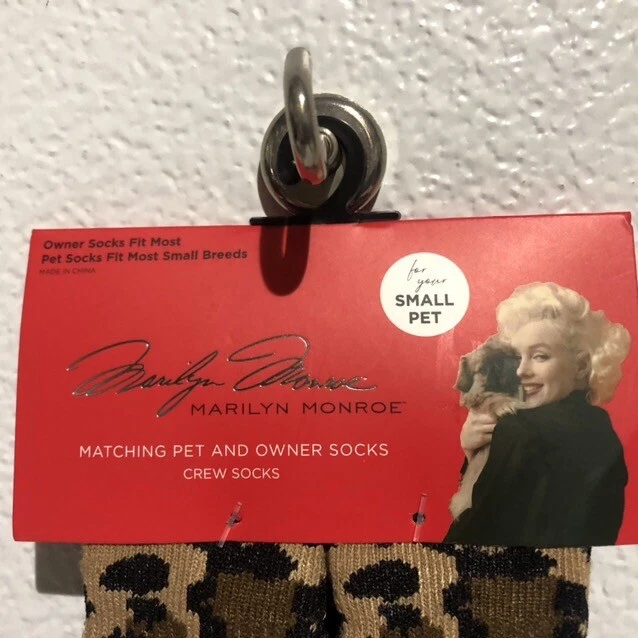 Owner Socks Fit Most
Pet Socks Fit Most Small Breeds
MADE IN CHINA
for
your
SMALL
PET
Marilyn Monroe
MARILYN MONROE™
MATCHING PET AND OWNER SOCKS
CREW SOCKS